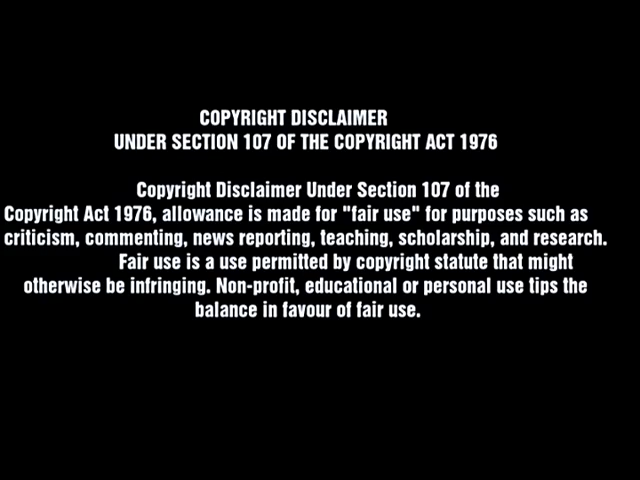 COPYRIGHT DISCLAIMER
UNDER SECTION 107 OF THE COPYRIGHT ACT 1976
Copyright Disclaimer Under Section 107 of the
Copyright Act 1976, allowance is made for "fair use" for purposes such as
criticism, commenting, news reporting, teaching, scholarship, and research.
Fair use is a use permitted by copyright statute that might
otherwise be infringing. Non-profit, educational or personal use tips the
balance in favour of fair use.